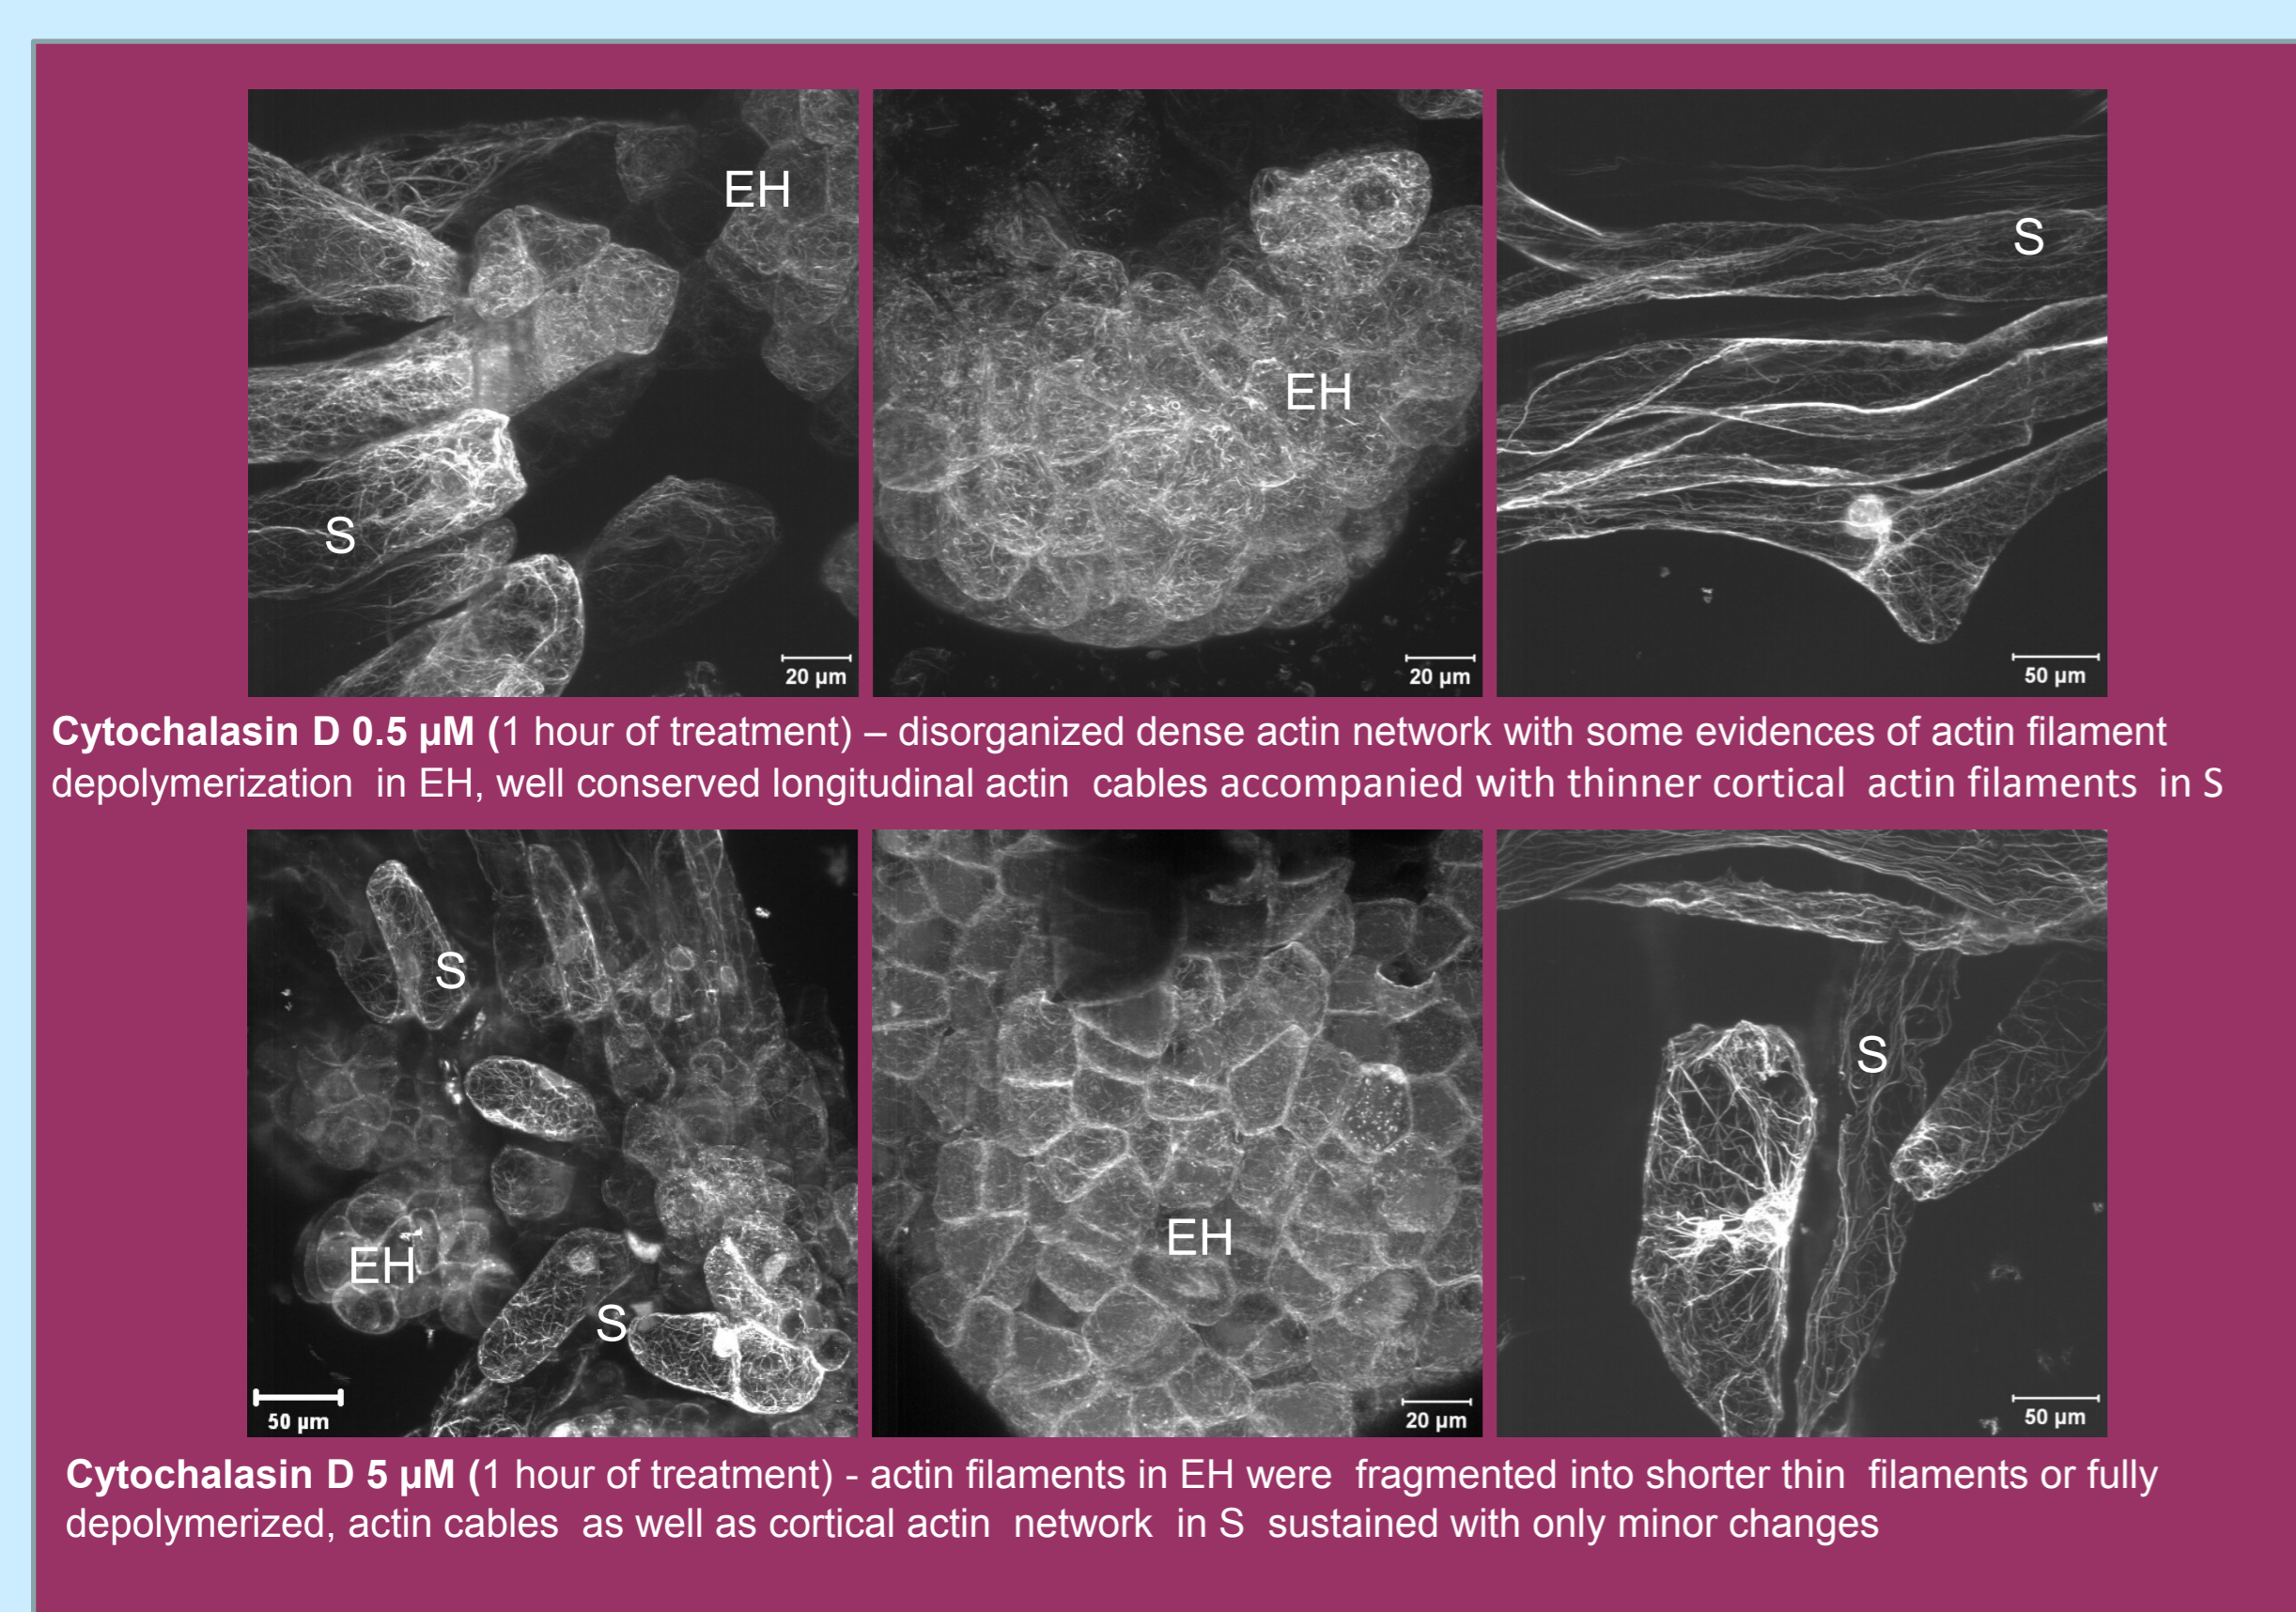 EH
S
20 µm
EH
20 µm
S
50 µm
Cytochalasin D 0.5 µM (1 hour of treatment) – disorganized dense actin network with some evidences of actin filament
depolymerization in EH, well conserved longitudinal actin cables accompanied with thinner cortical actin filaments in S
S
EH
S
50 µm
EH
20 µm
S
50 µm
Cytochalasin D 5 µM (1 hour of treatment) - actin filaments in EH were fragmented into shorter thin filaments or fully
depolymerized, actin cables as well as cortical actin network in S sustained with only minor changes